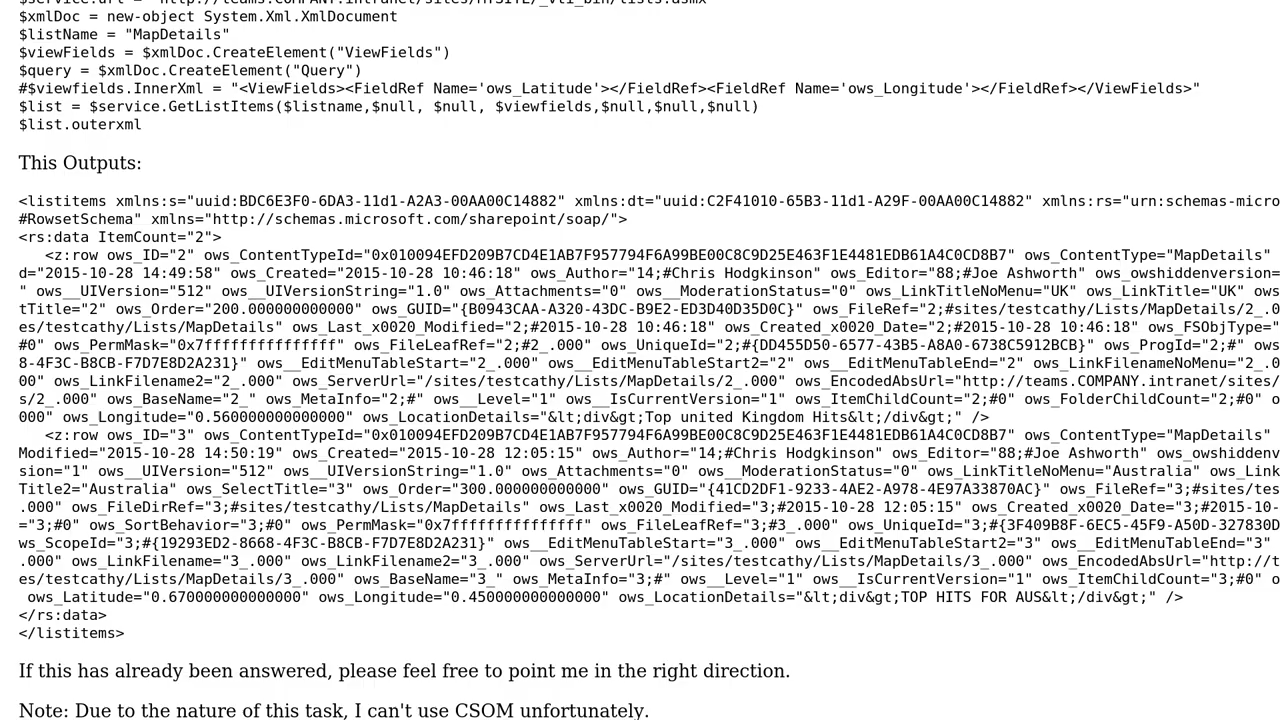 $service.url = "http://teams.COMPANY.intranet/sites/MYSITE/_vti_bin/lists.asmx"
$xmlDoc = new-object System.Xml.XmlDocument
$listName = "MapDetails"
$viewFields = $xmlDoc.CreateElement("ViewFields")
$query = $xmlDoc.CreateElement("Query")
#$viewfields.InnerXml = "<ViewFields><FieldRef Name='ows_Latitude'></FieldRef><FieldRef Name='ows_Longitude'></FieldRef></ViewFields>"
$list = $service.GetListItems($listname,$null, $null, $viewfields,$null,$null,$null)
$list.outerxml
This Outputs:
<listitems xmlns:s="uuid:BDC6E3F0-6DA3-11d1-A2A3-00AA00C14882" xmlns:dt="uuid:C2F41010-65B3-11d1-A29F-00AA00C14882" xmlns:rs="urn:schemas-micro
#RowsetSchema" xmlns="http://schemas.microsoft.com/sharepoint/soap/">
<rs:data ItemCount="2">
<z:row ows_ID="2" ows_ContentTypeId="0x010094EFD209B7CD4E1AB7F957794F6A99BE00C8C9D25E463F1E4481EDB61A4C0CD8B7" ows_ContentType="MapDetails"
d="2015-10-28 14:49:58" ows_Created="2015-10-28 10:46:18" ows_Author="14;#Chris Hodgkinson" ows_Editor="88;#Joe Ashworth" ows_owshiddenversion=
" ows__UIVersion="512" ows__UIVersionString="1.0" ows_Attachments="0" ows__ModerationStatus="0" ows_LinkTitleNoMenu="UK" ows_LinkTitle="UK" ows
tTitle="2" ows_Order="200.000000000000" ows_GUID="{B0943CAA-A320-43DC-B9E2-ED3D40D35D0C}" ows_FileRef="2;#sites/testcathy/Lists/MapDetails/2_.0
es/testcathy/Lists/MapDetails" ows_Last_x0020_Modified="2;#2015-10-28 10:46:18" ows_Created_x0020_Date="2;#2015-10-28 10:46:18" ows_FSObjType="
#0" ows_PermMask="0x7fffffffffffffff" ows_FileLeafRef="2;#2_.000" ows_UniqueId="2;#{DD455D50-6577-43B5-A8A0-6738C5912BCB}" ows_ProgId="2;#" ows
8-4F3C-B8CB-F7D7E8D2A231}" ows__EditMenuTableStart="2_.000" ows__EditMenuTableStart2="2" ows__EditMenuTableEnd="2" ows_LinkFilenameNoMenu="2_.0
00" ows_LinkFilename2="2_.000" ows_ServerUrl="/sites/testcathy/Lists/MapDetails/2_.000" ows_EncodedAbsUrl="http://teams.COMPANY.intranet/sites/
s/2_.000" ows_BaseName="2_" ows_MetaInfo="2;#" ows__Level="1" ows__IsCurrentVersion="1" ows_ItemChildCount="2;#0" ows_FolderChildCount="2;#0" o
000" ows_Longitude="0.560000000000000" ows_LocationDetails="&lt;div&gt;Top united Kingdom Hits&lt;/div&gt;" />
<z:row ows_ID="3" ows_ContentTypeId="0x010094EFD209B7CD4E1AB7F957794F6A99BE00C8C9D25E463F1E4481EDB61A4C0CD8B7" ows_ContentType="MapDetails"
Modified="2015-10-28 14:50:19" ows_Created="2015-10-28 12:05:15" ows_Author="14;#Chris Hodgkinson" ows_Editor="88;#Joe Ashworth" ows_owshiddenv
sion="1" ows__UIVersion="512" ows__UIVersionString="1.0" ows_Attachments="0" ows__ModerationStatus="0" ows_LinkTitleNoMenu="Australia" ows_Link
Title2="Australia" ows_SelectTitle="3" ows_Order="300.000000000000" ows_GUID="{41CD2DF1-9233-4AE2-A978-4E97A33870AC}" ows_FileRef="3;#sites/tes
.000" ows_FileDirRef="3;#sites/testcathy/Lists/MapDetails" ows_Last_x0020_Modified="3;#2015-10-28 12:05:15" ows_Created_x0020_Date="3;#2015-10-
="3;#0" ows_SortBehavior="3;#0" ows_PermMask="0x7fffffffffffffff" ows_FileLeafRef="3;#3_.000" ows_UniqueId="3;#{3F409B8F-6EC5-45F9-A50D-327830D
ws_ScopeId="3;#{19293ED2-8668-4F3C-B8CB-F7D7E8D2A231}" ows__EditMenuTableStart="3_.000" ows__EditMenuTableStart2="3" ows__EditMenuTableEnd="3"
.000" ows_LinkFilename="3_.000" ows_LinkFilename2="3_.000" ows_ServerUrl="/sites/testcathy/Lists/MapDetails/3_.000" ows_EncodedAbsUrl="http://t
es/testcathy/Lists/MapDetails/3_.000" ows_BaseName="3_" ows_MetaInfo="3;#" ows__Level="1" ows__IsCurrentVersion="1" ows_ItemChildCount="3;#0" o
ows_Latitude="0.670000000000000" ows_Longitude="0.450000000000000" ows_LocationDetails="&lt;div&gt;TOP HITS FOR AUS&lt;/div&gt;" />
</rs:data>
</listitems>
If this has already been answered, please feel free to point me in the right direction.
Note: Due to the nature of this task, I can't use CSOM unfortunately.